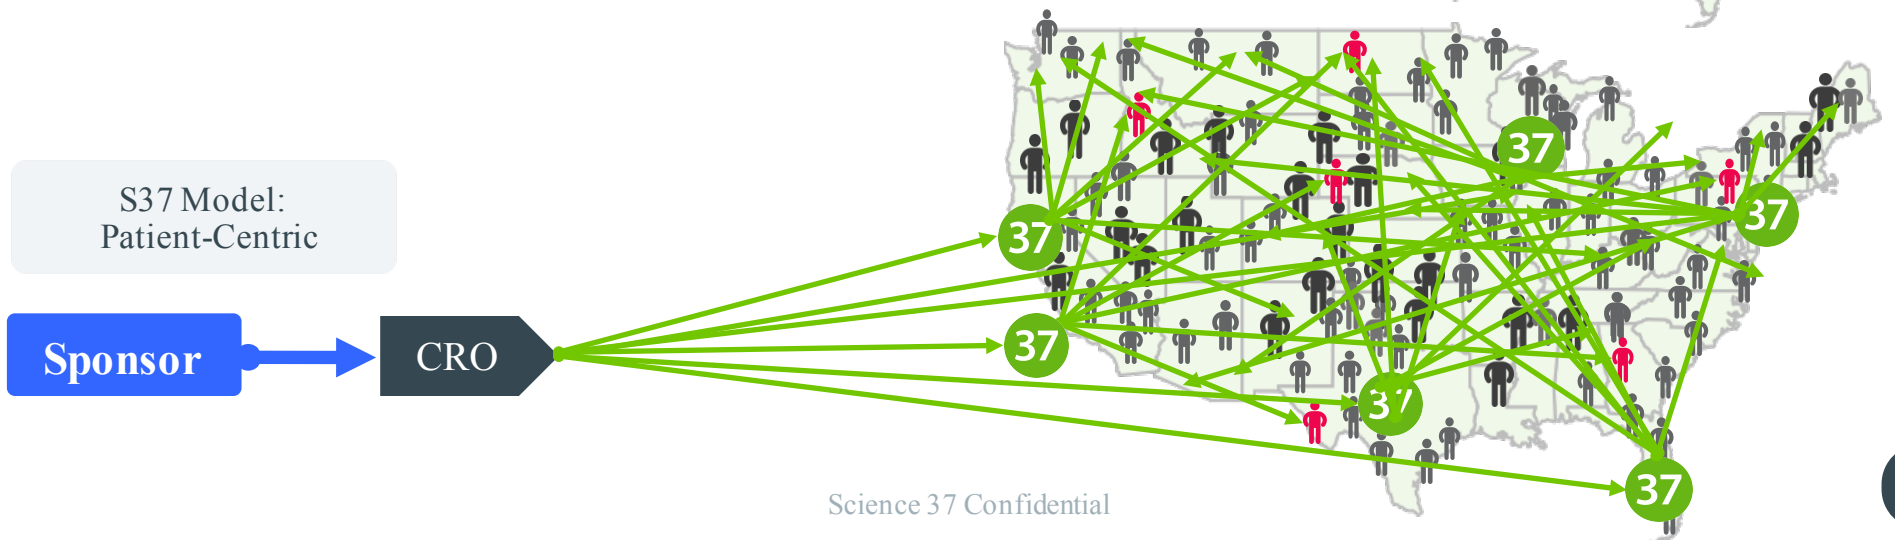 S37 Model:
Patient-Centric
Sponsor
CRO
37
37
37
37
37
37
Science 37 Confidential